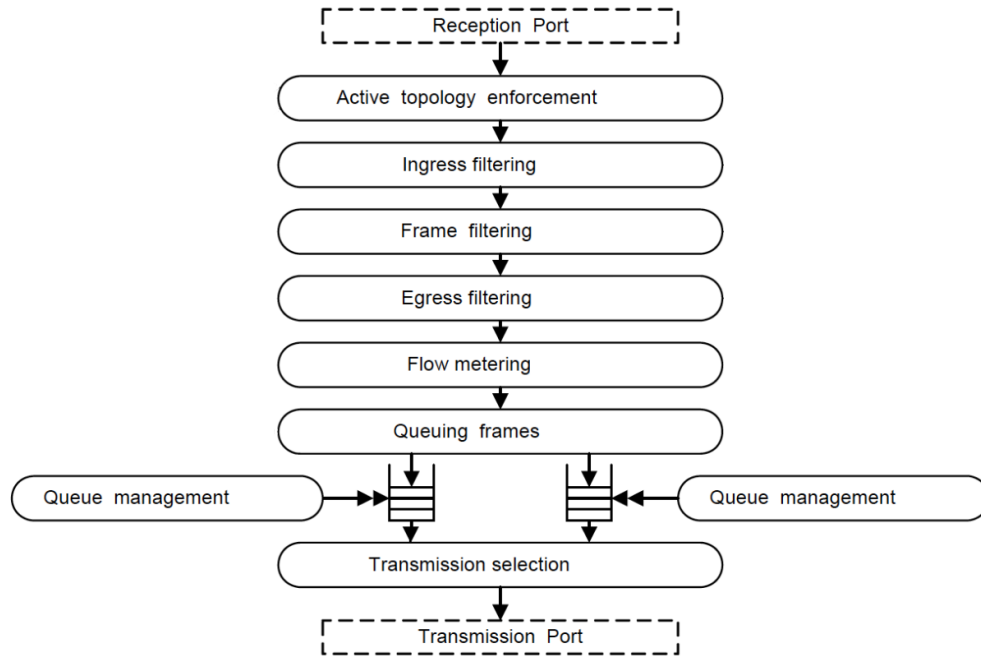 Reception Port
Active topology enforcement
Ingress filtering
Frame filtering
Egress filtering
Flow metering
Queuing frames
Queue management
Queue management
Transmission selection
Transmission Port